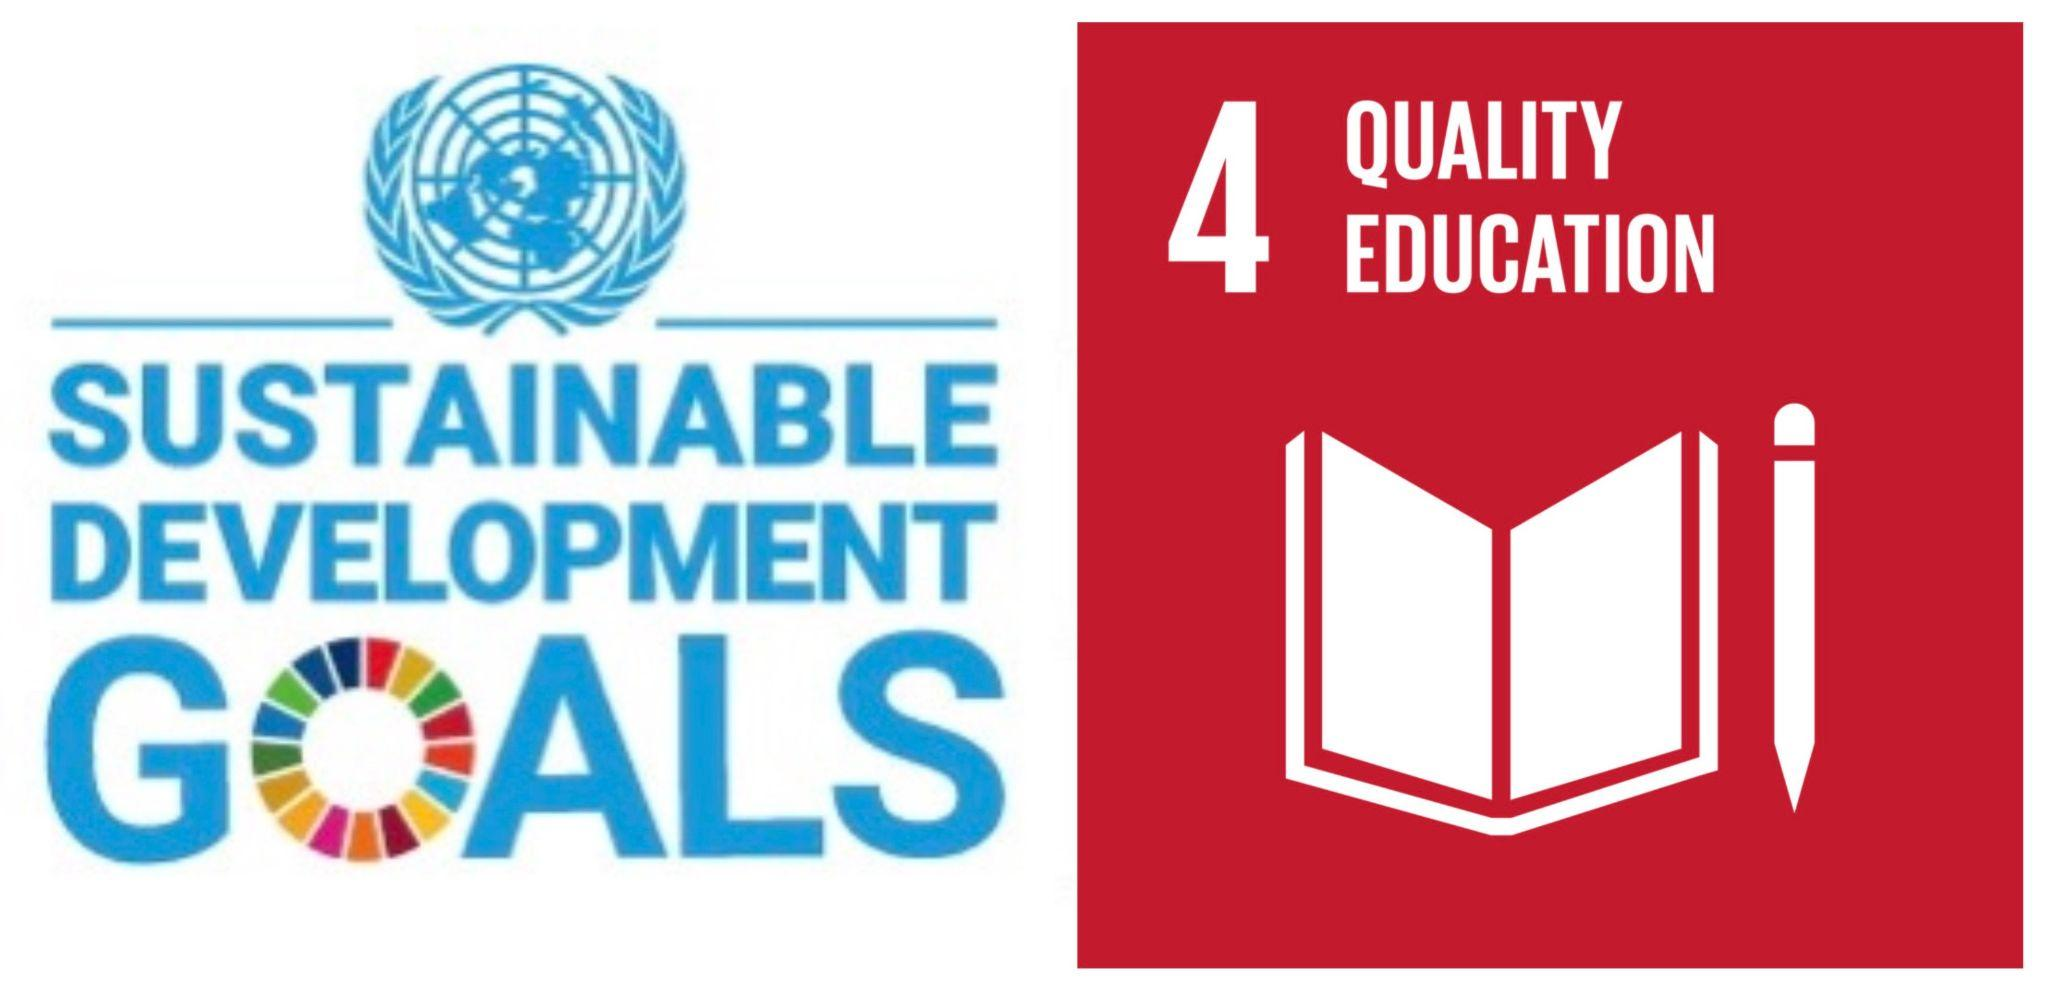 SUSTAINABLE
DEVELOPMENT
GOALS
4 QUALITY
EDUCATION